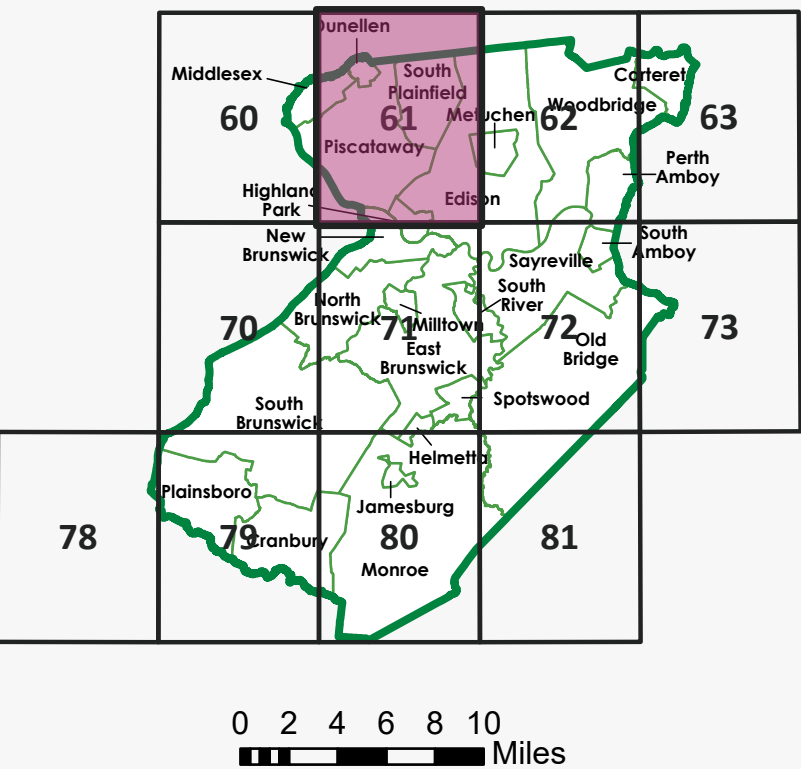 Dunellen
Middlesex
South
Plainfield
Carteret
Woodbridge
60
61
Metuchen
62
63
Piscataway
Perth
Amboy
Highland
Park
Edison
New
Brunswick
South
Amboy
Sayreville
South
River
North
Brunswick
70
71
Milltown
72
73
Old
Bridge
East
Brunswick
Spotswood
South
Brunswick
Helmetta
Plainsboro
Jamesburg
78
79
Cranbury
80
81
Monroe
0 2 4 6 8 10
Miles